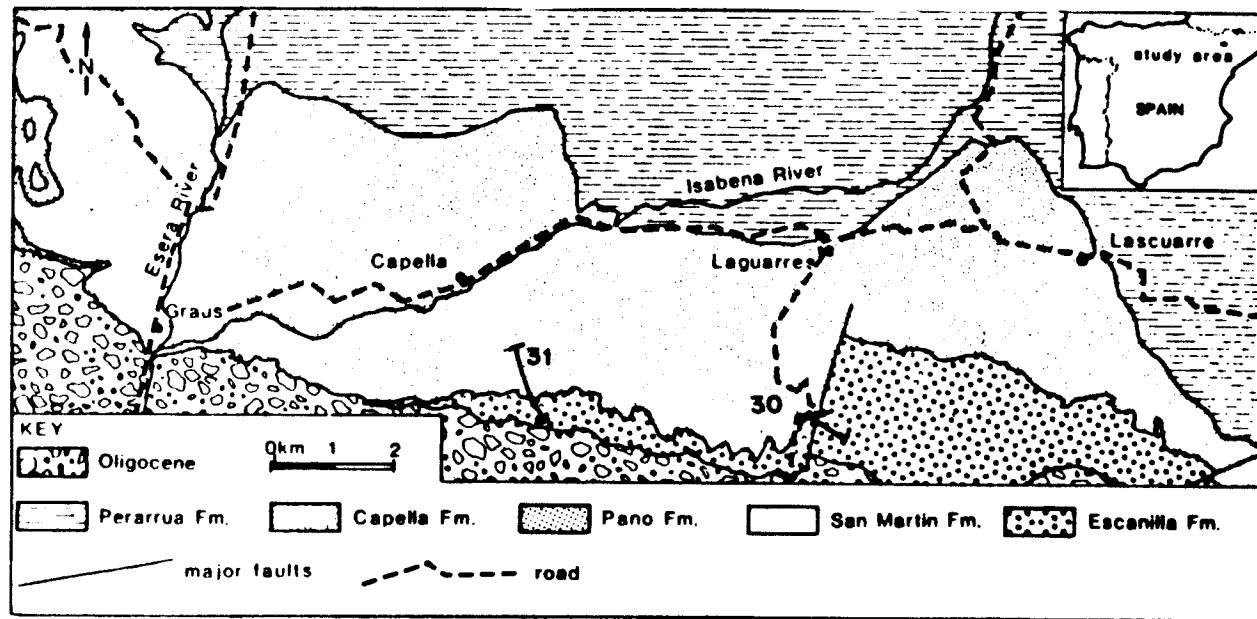 N
study area
SPAIN
Isabena River
Esera River
Capella
Laguarres
Lascuarre
Graus
31
30
KEY
Oligocene
0km 1 2
Perarrua Fm. Capella Fm. Pano Fm. San Martin Fm. Escanilla Fm.
major faults road